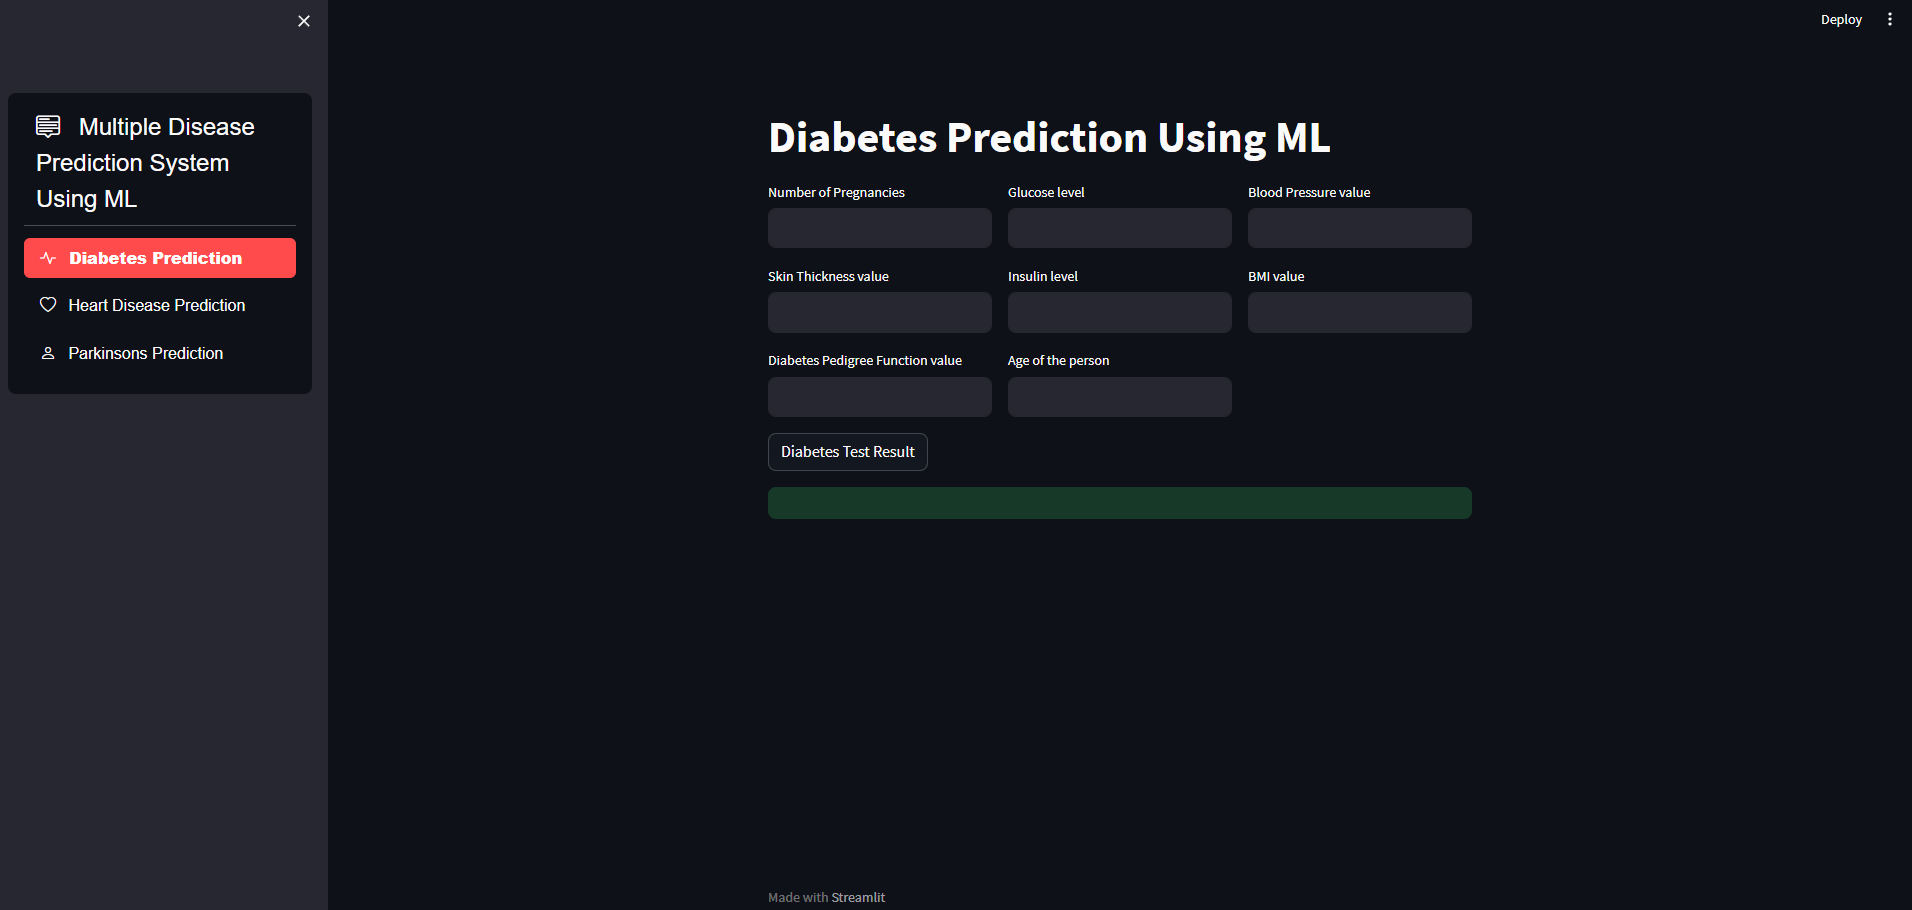 Deploy
Multiple Disease
Prediction System
Using ML
Diabetes Prediction
Heart Disease Prediction
Parkinsons Prediction
Diabetes Prediction Using ML
Number of Pregnancies
Glucose level
Blood Pressure value
Skin Thickness value
Insulin level
BMI value
Diabetes Pedigree Function value
Age of the person
Diabetes Test Result
Made with Streamlit